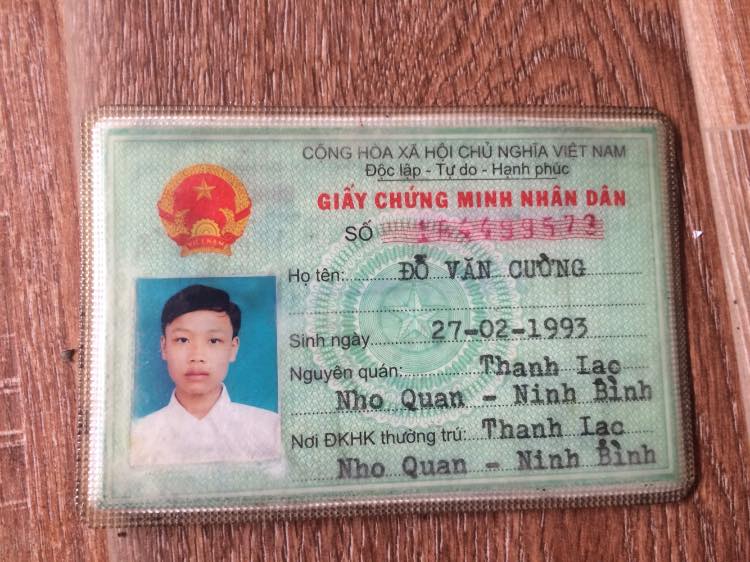 CỘNG HÒA XÃ HỘI CHỦ NGHĨA VIỆT NAM
Độc lập - Tự do - Hạnh phúc
GIẤY CHỨNG MINH NHÂN DÂN
SỐ
Họ tên: ĐỖ VĂN CƯỜNG
Sinh ngày 27-02-1993
Nguyên quán: Thanh Lạc
Nho Quan - Ninh Bình
Nơi ĐKHK thường trú: Thanh Lạc
Nho Quan - Ninh Bình
VIỆT NAM